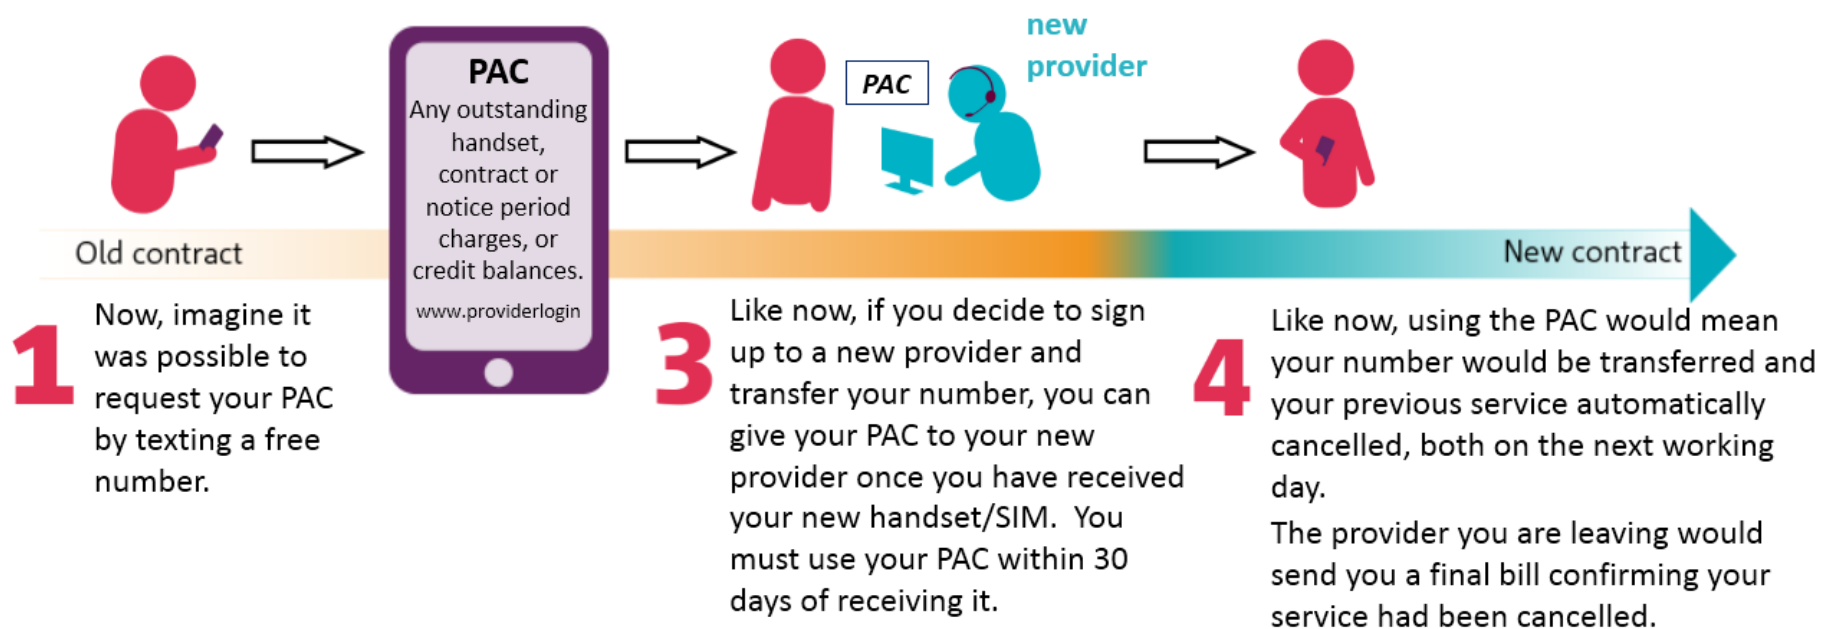 PAC
Any outstanding
handset,
contract or
notice period
charges, or
credit balances.
www.providerlogin
PAC
new
provider
Old contract
New contract
1
Now, imagine it
was possible to
request your PAC
by texting a free
number.
3
Like now, if you decide to sign
up to a new provider and
transfer your number, you can
give your PAC to your new
provider once you have received
your new handset/SIM.  You
must use your PAC within 30
days of receiving it.
4
Like now, using the PAC would mean
your number would be transferred and
your previous service automatically
cancelled, both on the next working
day.
The provider you are leaving would
send you a final bill confirming your
service had been cancelled.